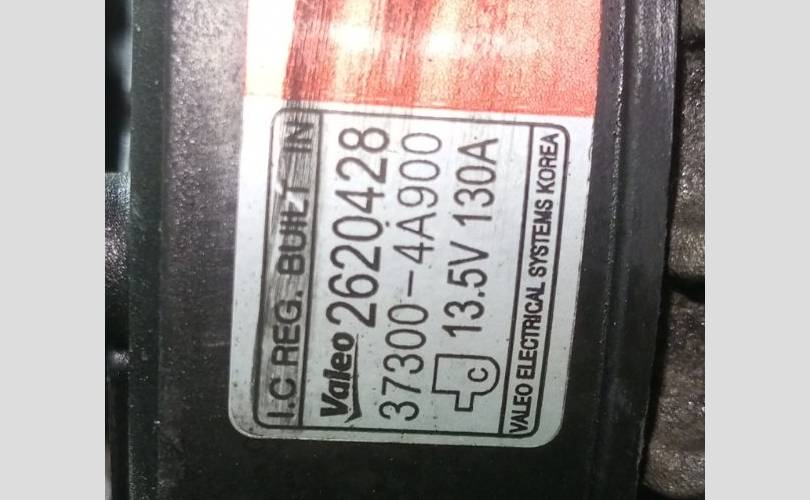 I.C REG. BUILT IN
Valeo 2620428
37300-4A900
C 13.5V 130A
VALEO ELECTRICAL SYSTEMS KOREA